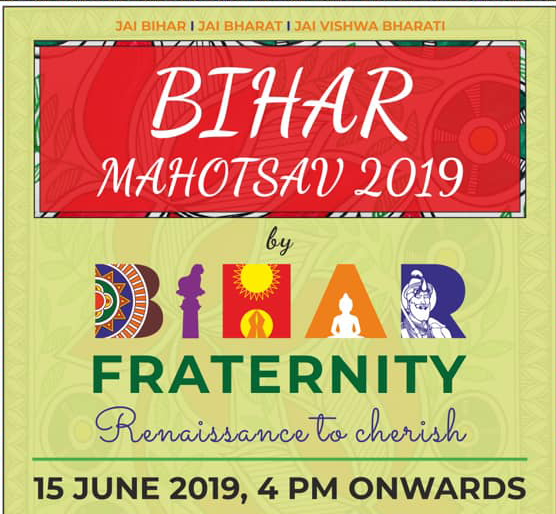 JAI BIHAR I JAI BHARAT I JAI VISHWA BHARATI
BIHAR
MAHOTSAV 2019
by
BIHAR
FRATERNITY
Renaissance to cherish
15 JUNE 2019, 4 PM ONWARDS